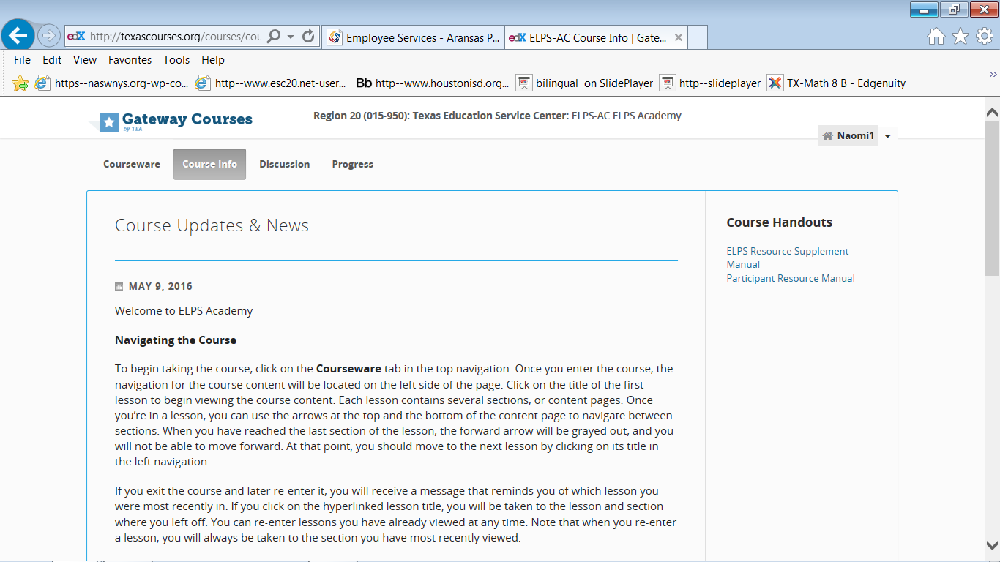 edX http://texascourses.org/courses/cou
Employee Services - Aransas P...
edX ELPS-AC Course Info | Gate...
File Edit View Favorites Tools Help
https--naswnys.org-wp-co...
http--www.esc20.net-user...
Bb http--www.houstonisd.org...
bilingual on SlidePlayer
http--slideplayer
TX-Math 8 B - Edgenuity
Gateway Courses
by TEA
Region 20 (015-950): Texas Education Service Center: ELPS-AC ELPS Academy
Naomi1
Courseware Course Info Discussion Progress
Course Updates & News
MAY 9, 2016
Welcome to ELPS Academy
Navigating the Course
To begin taking the course, click on the Courseware tab in the top navigation. Once you enter the course, the
navigation for the course content will be located on the left side of the page. Click on the title of the first
lesson to begin viewing the course content. Each lesson contains several sections, or content pages. Once
you're in a lesson, you can use the arrows at the top and the bottom of the content page to navigate between
sections. When you have reached the last section of the lesson, the forward arrow will be grayed out, and you
will not be able to move forward. At that point, you should move to the next lesson by clicking on its title in
the left navigation.
If you exit the course and later re-enter it, you will receive a message that reminds you of which lesson you
were most recently in. If you click on the hyperlinked lesson title, you will be taken to the lesson and section
where you left off. You can re-enter lessons you have already viewed at any time. Note that when you re-enter
a lesson, you will always be taken to the section you have most recently viewed.
Course Handouts
ELPS Resource Supplement
Manual
Participant Resource Manual